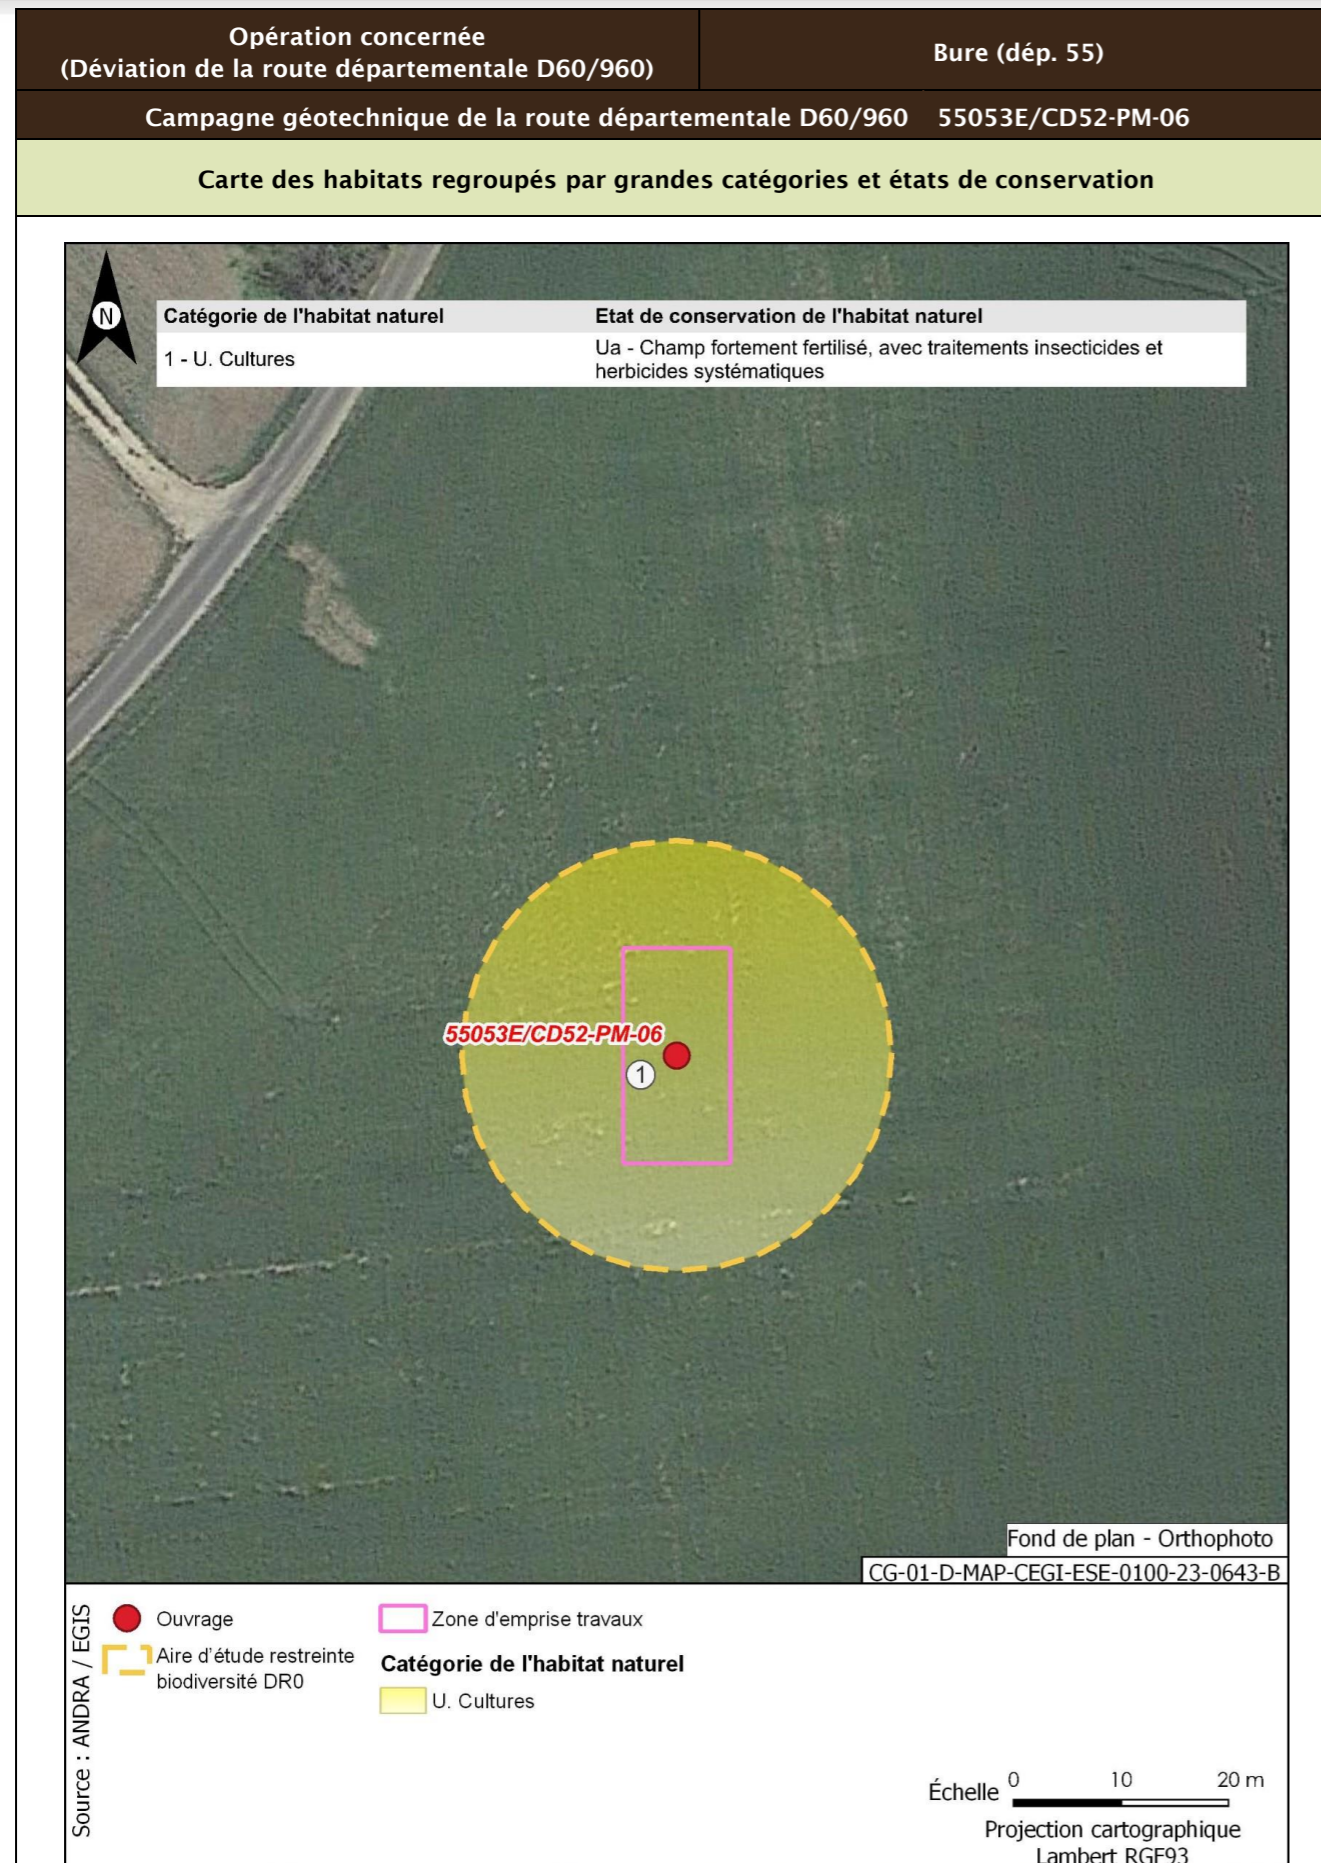 Opération concernée
(Déviation de la route départementale D60/960)
Bure (dép. 55)
Campagne géotechnique de la route départementale D60/960 55053E/CD52-PM-06
Carte des habitats regroupés par grandes catégories et états de conservation
N
Catégorie de l'habitat naturel
Etat de conservation de l'habitat naturel
1 - U. Cultures
Ua - Champ fortement fertilisé, avec traitements insecticides et
herbicides systématiques
55053E/CD52-PM-06
1
Fond de plan - Orthophoto
CG-01-D-MAP-CEGI-ESE-0100-23-0643-B
Source : ANDRA / EGIS
Ouvrage
Aire d'étude restreinte
biodiversité DR0
Zone d'emprise travaux
Catégorie de l'habitat naturel
U. Cultures
Échelle 0 10 20 m
Projection cartographique
Lambert RGF93